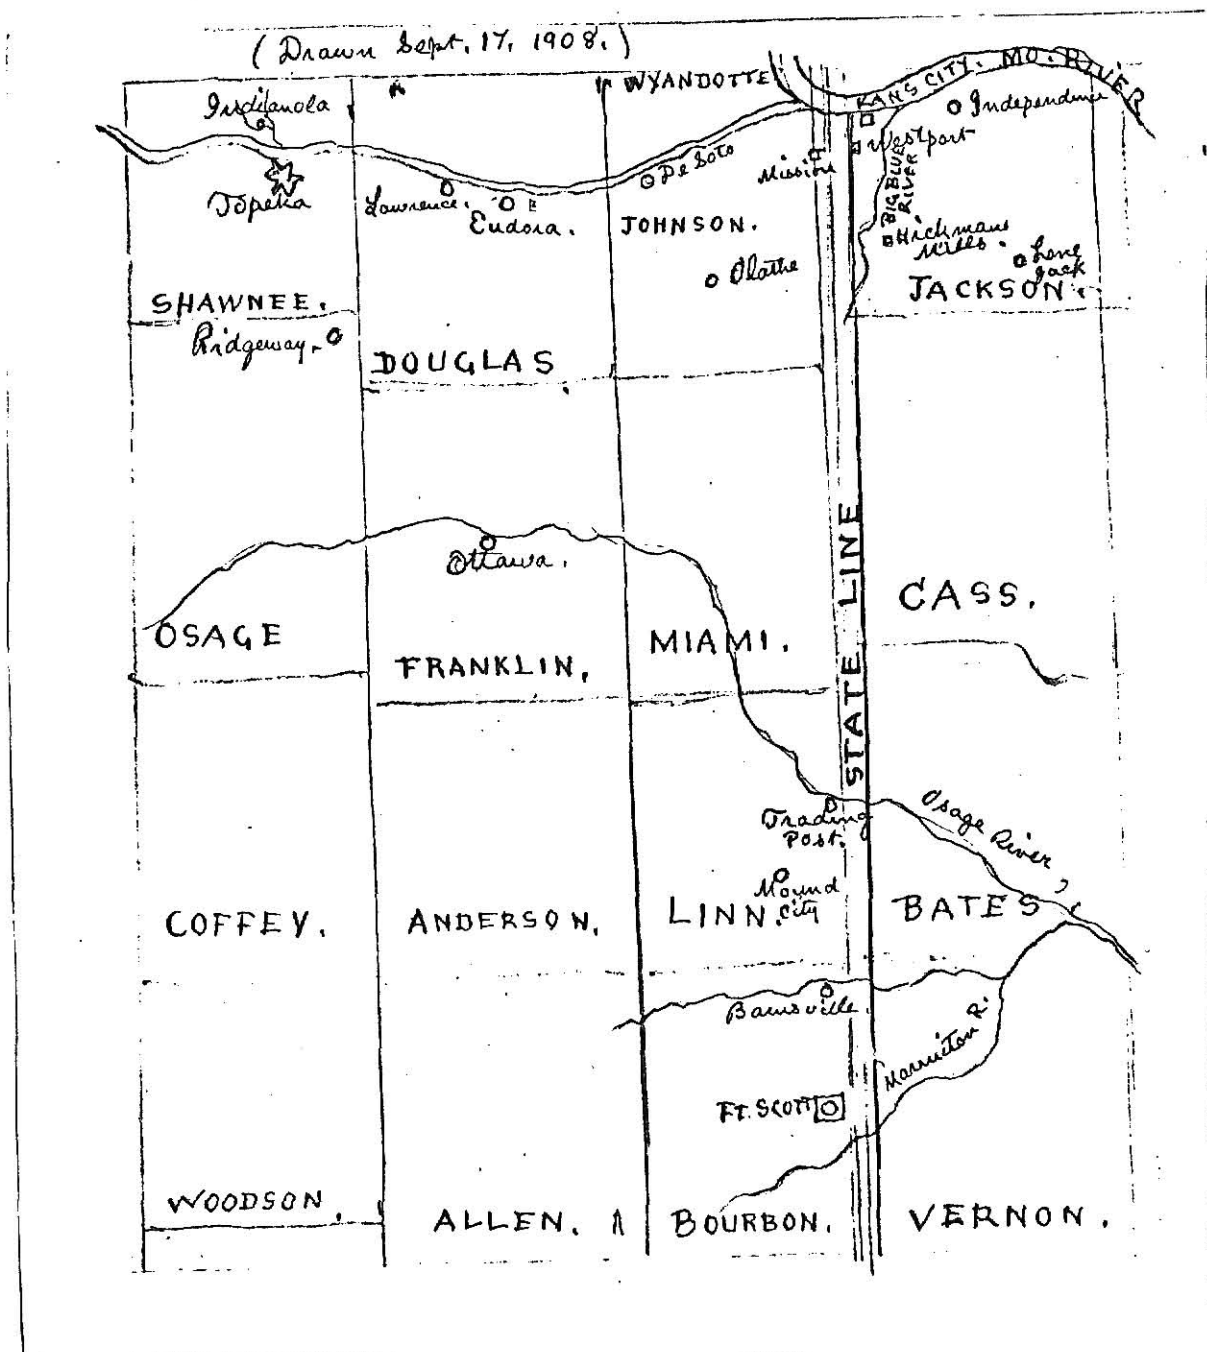 ( Drawn Sept. 17, 1908. )
WYANDOTTE
KANS CITY. MO. RIVER
Indianola
Independence
Westport
De Soto
Mission
BIG BLUE
RIVER
Topeka
Lawrence.
Eudora.
E
JOHNSON.
Hickmans
Mills.
Lone
Jack
Olathe
JACKSON.
SHAWNEE.
Ridgeway.
DOUGLAS
STATE LINE
Ottawa.
CASS.
OSAGE
FRANKLIN,
MIAMI.
Osage River,
Trading
Post.
Mound
City
COFFEY.
ANDERSON,
LINN.
BATES
Barnsville.
Marmiton R.
FT. SCOTT
WOODSON.
ALLEN.
BOURBON.
VERNON.